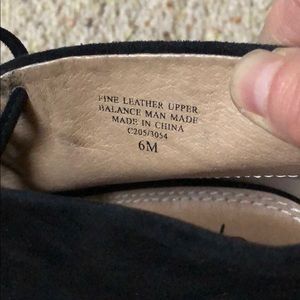 FINE LEATHER UPPER
BALANCE MAN MADE
MADE IN CHINA
C205/3054
6M